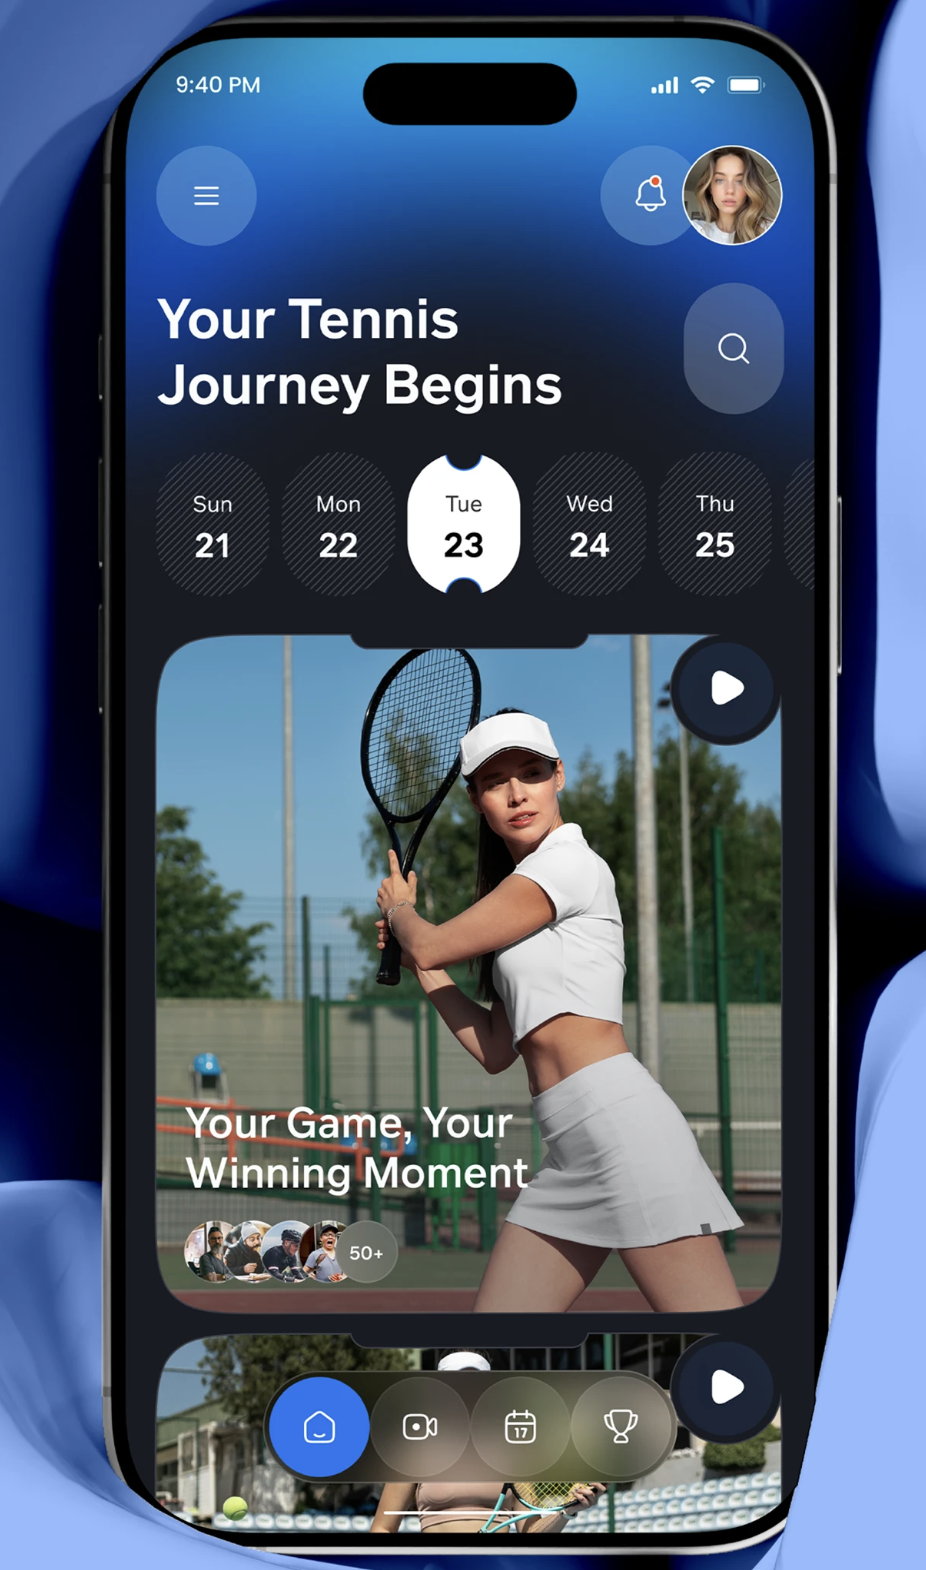 9:40 PM
Your Tennis
Journey Begins
Sun Mon Tue Wed Thu
21 22 23 24 25
Your Game, Your
Winning Moment
50+
17